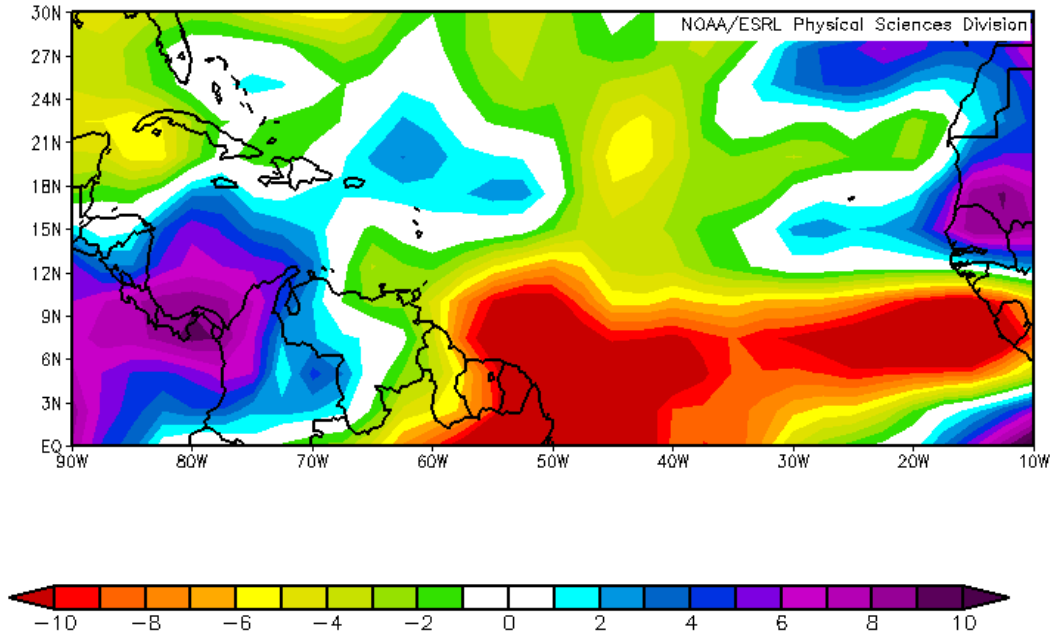 30N
NOAA/ESRL Physical Sciences Division
27N
24N
21N
18N
15N
12N
9N
6N
3N
EQ
90W 80W 70W 60W 50W 40W 30W 20W 10W
−10 −8 −6 −4 −2 0 2 4 6 8 10